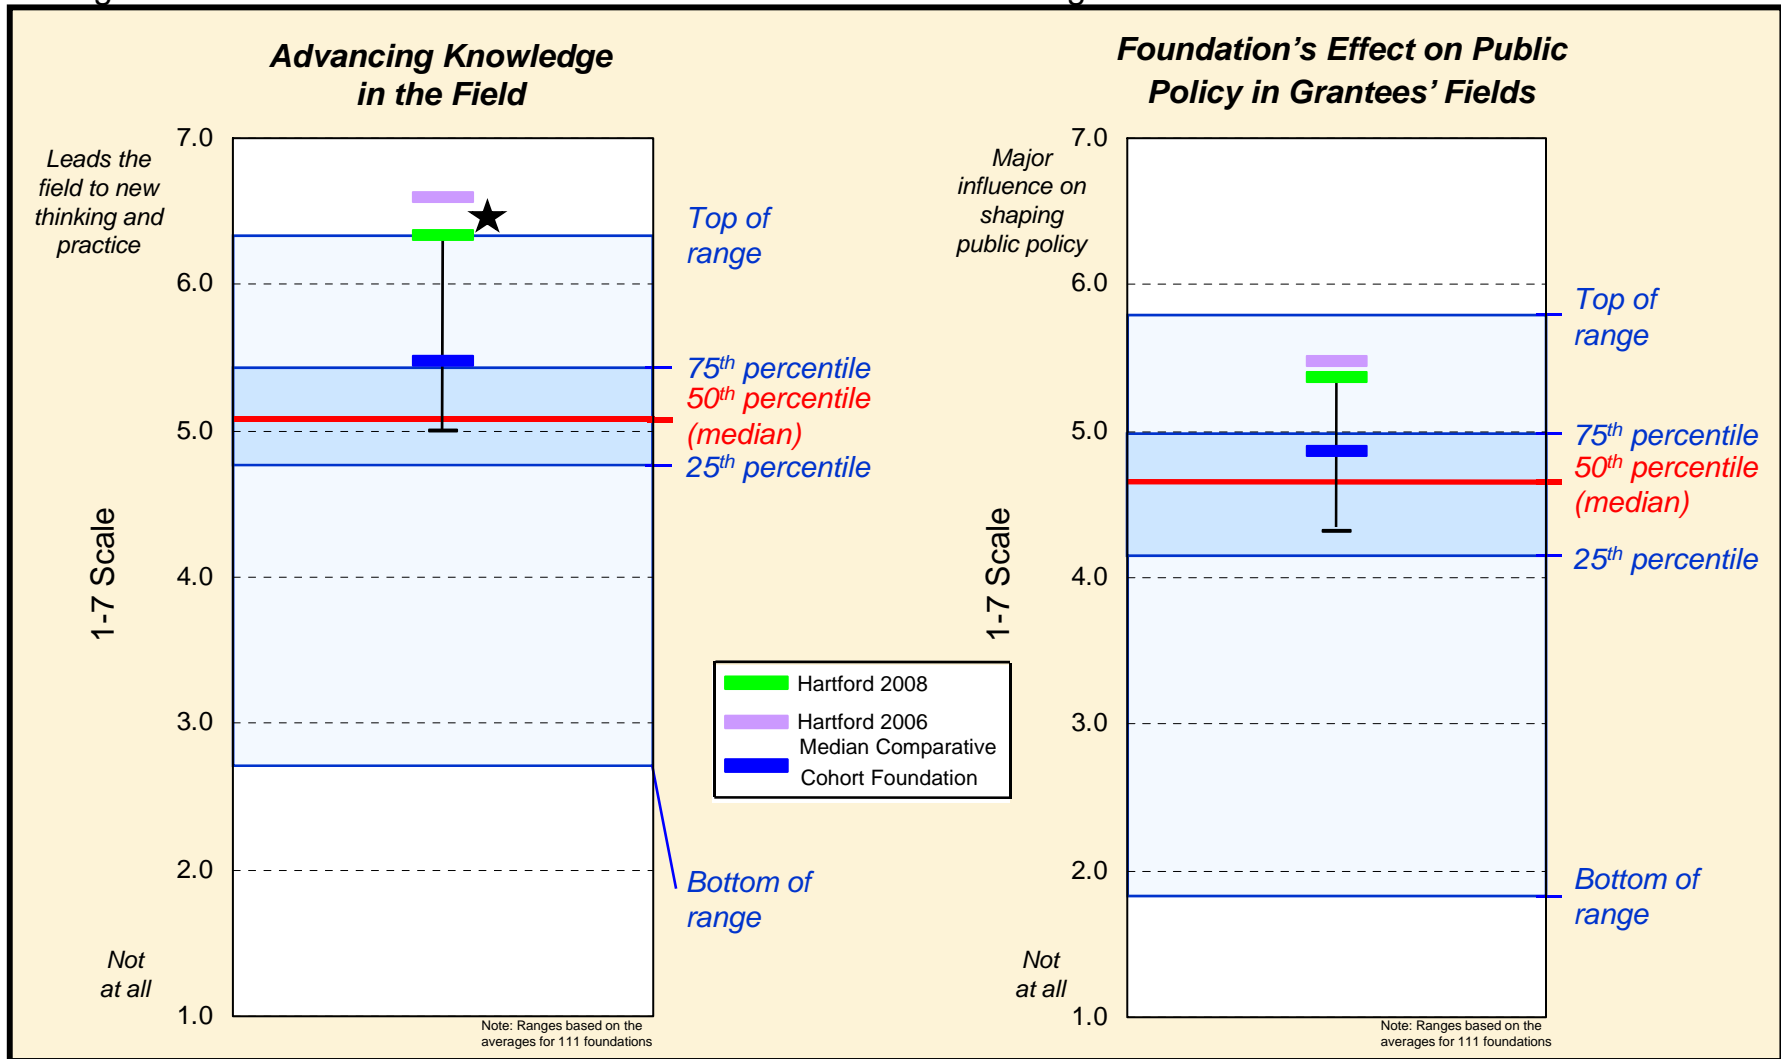 Advancing Knowledge
in the Field
7.0
Leads the
field to new
thinking and
practice
6.0
5.0
4.0
3.0
2.0
1.0
1-7 Scale
Not
at all
Top of
range
75th percentile
50th percentile
(median)
25th percentile
Bottom of
range
Note: Ranges based on the
averages for 111 foundations
Hartford 2008
Hartford 2006
Median Comparative
Cohort Foundation
Foundation’s Effect on Public
Policy in Grantees’ Fields
7.0
Major
influence on
shaping
public policy
6.0
5.0
4.0
3.0
2.0
1.0
1-7 Scale
Not
at all
Top of
range
75th percentile
50th percentile
(median)
25th percentile
Bottom of
range
Note: Ranges based on the
averages for 111 foundations